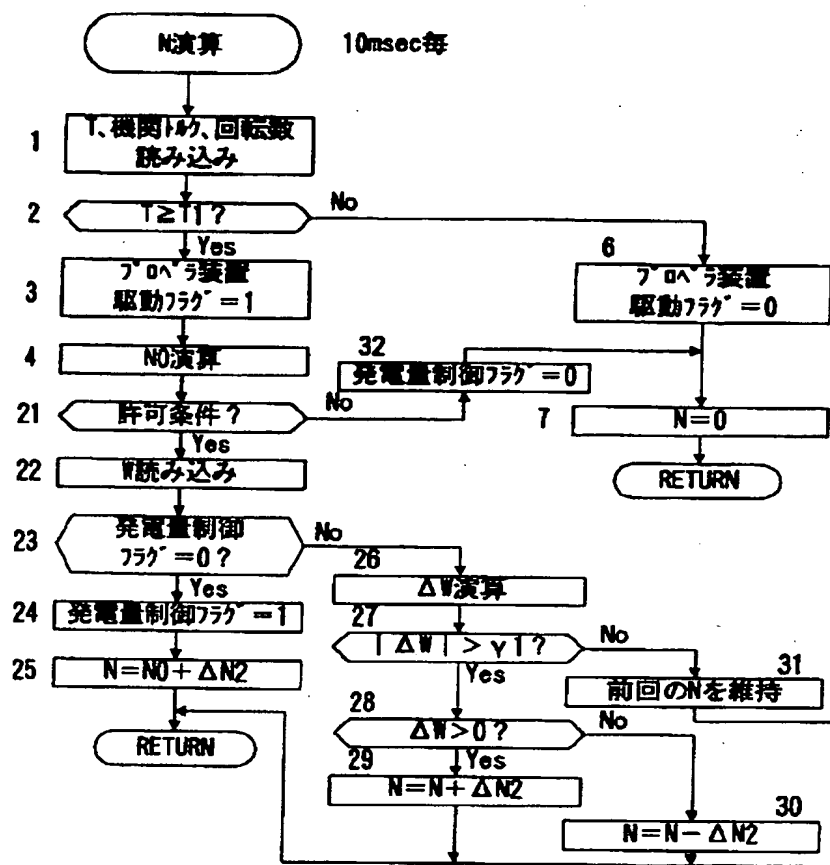 N演算
10msec毎
1
T、機関ﾄﾙｸ、回転数
読み込み
2
T≧T1?
No
Yes
3
ﾌﾟﾛﾍﾟﾗ装置
駆動ﾌﾗｸﾞ=1
6
ﾌﾟﾛﾍﾟﾗ装置
駆動ﾌﾗｸﾞ=0
4
N0演算
32
発電量制御ﾌﾗｸﾞ=0
21
許可条件?
No
Yes
7
N=0
RETURN
22
W読み込み
23
発電量制御
ﾌﾗｸﾞ=0?
No
Yes
24
発電量制御ﾌﾗｸﾞ=1
25
N=N0+ΔN2
RETURN
26
ΔW演算
27
|ΔW|>γ1?
No
Yes
31
前回のNを維持
28
ΔW>0?
No
Yes
29
N=N+ΔN2
30
N=N-ΔN2